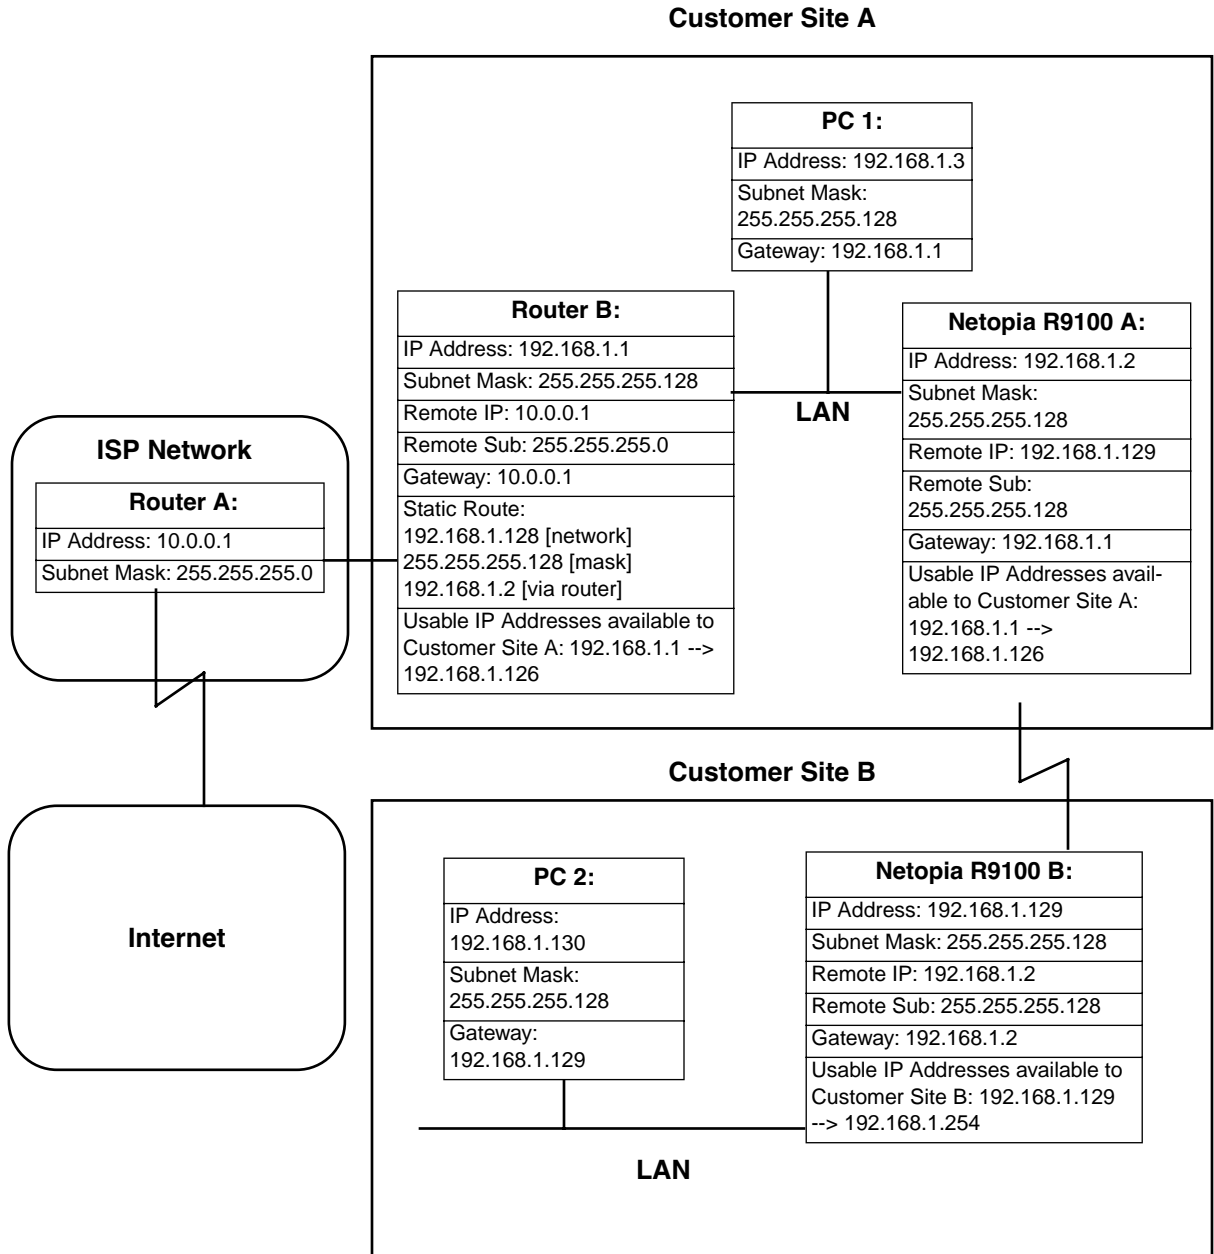 Customer Site A
PC 1:
IP Address: 192.168.1.3
Subnet Mask:
255.255.255.128
Gateway: 192.168.1.1
Router B:
IP Address: 192.168.1.1
Subnet Mask: 255.255.255.128
Remote IP: 10.0.0.1
Remote Sub: 255.255.255.0
Gateway: 10.0.0.1
Static Route:
192.168.1.128 [network]
255.255.255.128 [mask]
192.168.1.2 [via router]
Usable IP Addresses available to
Customer Site A: 192.168.1.1 -->
192.168.1.126
LAN
Netopia R9100 A:
IP Address: 192.168.1.2
Subnet Mask:
255.255.255.128
Remote IP: 192.168.1.129
Remote Sub:
255.255.255.128
Gateway: 192.168.1.1
Usable IP Addresses avail-
able to Customer Site A:
192.168.1.1 -->
192.168.1.126
ISP Network
Router A:
IP Address: 10.0.0.1
Subnet Mask: 255.255.255.0
Internet
Customer Site B
PC 2:
IP Address:
192.168.1.130
Subnet Mask:
255.255.255.128
Gateway:
192.168.1.129
Netopia R9100 B:
IP Address: 192.168.1.129
Subnet Mask: 255.255.255.128
Remote IP: 192.168.1.2
Remote Sub: 255.255.255.128
Gateway: 192.168.1.2
Usable IP Addresses available to
Customer Site B: 192.168.1.129
--> 192.168.1.254
LAN